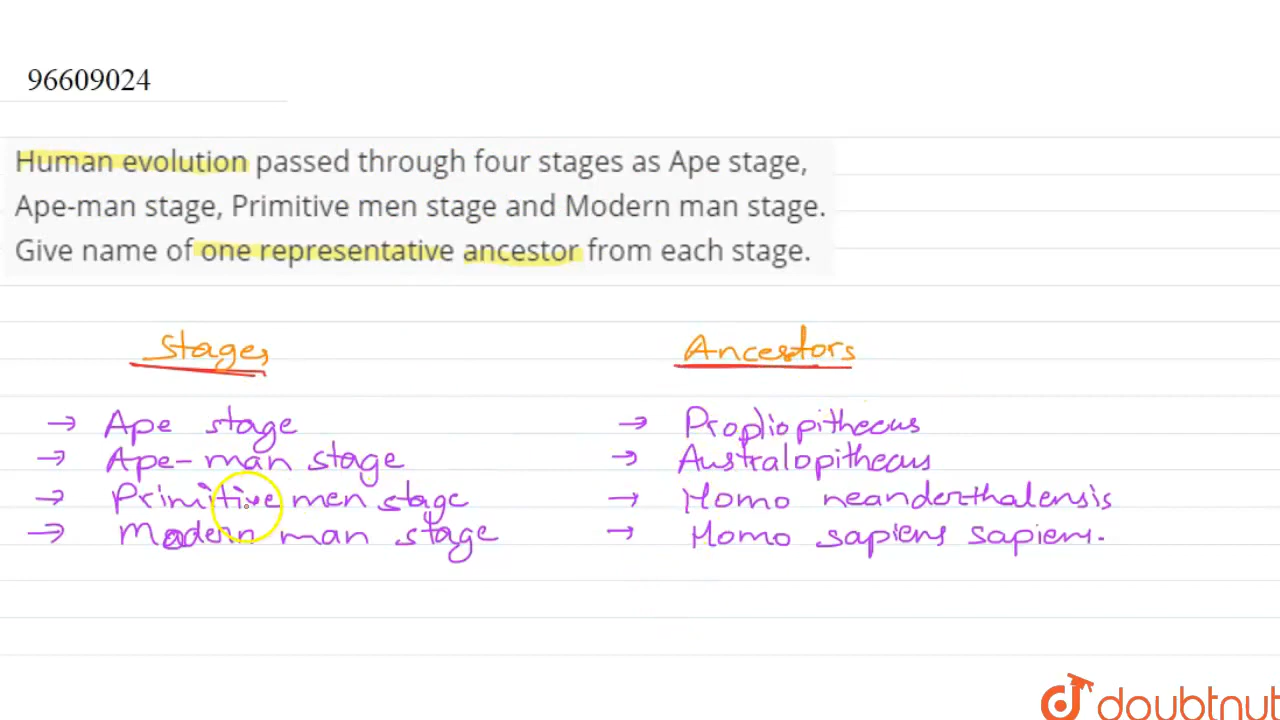 96609024
Human evolution passed through four stages as Ape stage,
Ape-man stage, Primitive men stage and Modern man stage.
Give name of one representative ancestor from each stage.
Stages Ancestors
→ Ape stage → Propliopithecus
→ Ape-man stage → Australopithecus
→ Primitive men stage → Homo neanderthalensis
→ Modern man stage → Homo sapiens sapiens.
doubtnut